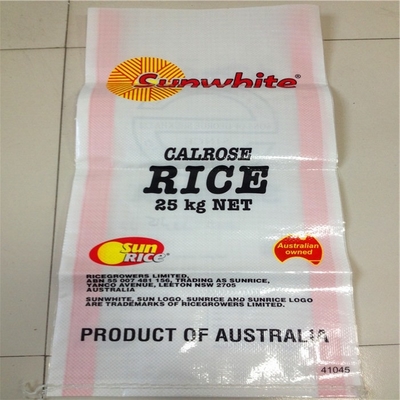 Sunwhite®
CALROSE
RICE
25 kg NET
Sun
Rice
Australian
owned
RICEGROWERS LIMITED.
ABN 55 007 481 156, TRADING AS SUNRICE,
YANCO AVENUE, LEETON NSW 2705
AUSTRALIA
SUNWHITE, SUN LOGO, SUNRICE AND SUNRICE LOGO
ARE TRADEMARKS OF RICEGROWERS LIMITED.
PRODUCT OF AUSTRALIA
41045